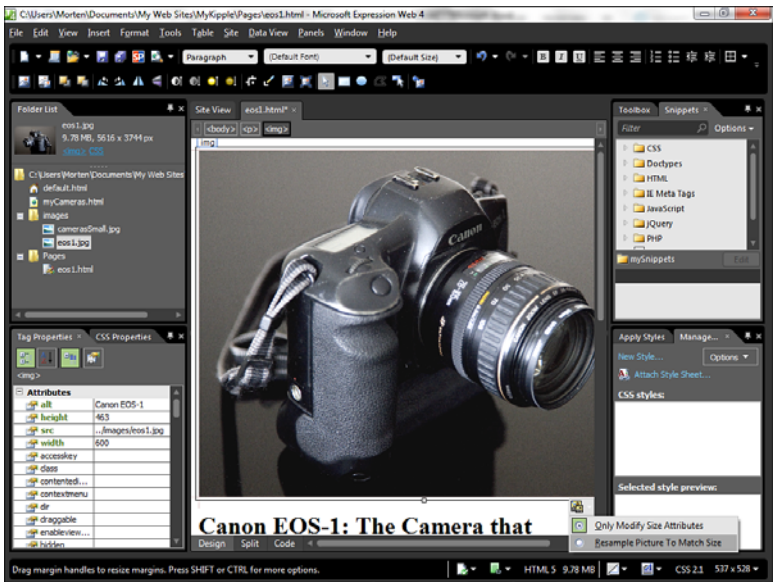 C:\Users\Morten\Documents\My Web Sites\MyKipple\Pages\eos1.html - Microsoft Expression Web 4
File Edit View Insert Format Tools Table Site Data View Panels Window Help
Paragraph (Default Font) (Default Size) B I U
Folder List
eos1.jpg
9.78 MB, 5616 x 3744 px
<img> CSS
C:\Users\Morten\Documents\My Web Sites
default.html
myCameras.html
images
camerasSmall.jpg
eos1.jpg
Pages
eos1.html
Tag Properties × CSS Properties
<img>
Attributes
alt Canon EOS-1
height 463
src ../images/eos1.jpg
width 600
accesskey
class
contentedi...
contextmenu
dir
draggable
enableview...
hidden
Site View eos1.html* ×
<body> <p> <img>
img
Canon
Canon EOS-1: The Camera that
Design Split Code
Toolbox Snippets ×
Filter Options
CSS
Doctypes
HTML
IE Meta Tags
JavaScript
jQuery
PHP
mySnippets Edit
Apply Styles Manage... ×
New Style... Options
Attach Style Sheet...
CSS styles:
Selected style preview:
Only Modify Size Attributes
Resample Picture To Match Size
Drag margin handles to resize margins. Press SHIFT or CTRL for more options. HTML 5 9.78 MB CSS 2.1 537 x 528